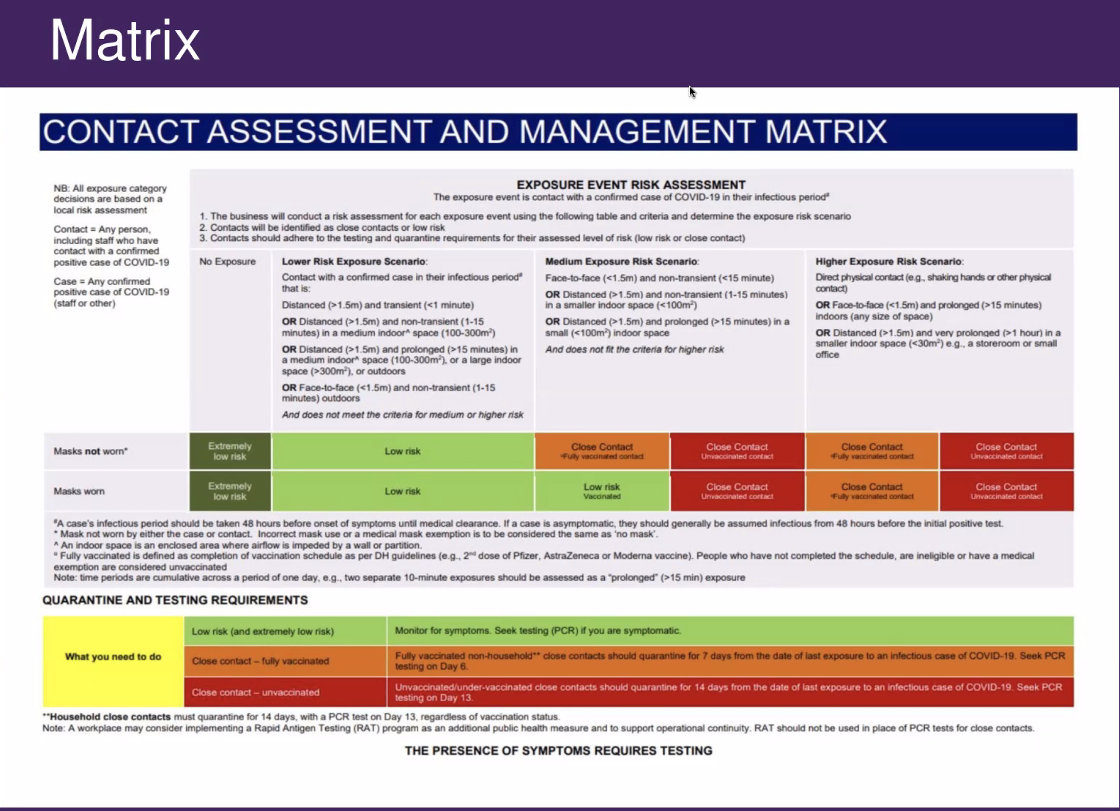 Matrix
CONTACT ASSESSMENT AND MANAGEMENT MATRIX
NB: All exposure category
decisions are based on a
local risk assessment
Contact = Any person,
including staff who have
contact with a confirmed
positive case of COVID-19
Case = Any confirmed
positive case of COVID-19
(staff or other)
EXPOSURE EVENT RISK ASSESSMENT
The exposure event is contact with a confirmed case of COVID-19 in their infectious period#
1. The business will conduct a risk assessment for each exposure event using the following table and criteria and determine the exposure risk scenario
2. Contacts will be identified as close contacts or low risk
3. Contacts should adhere to the testing and quarantine requirements for their assessed level of risk (low risk or close contact)
No Exposure
Lower Risk Exposure Scenario:
Contact with a confirmed case in their infectious period#
that is:
Distanced (>1.5m) and transient (<1 minute)
OR Distanced (>1.5m) and non-transient (1-15
minutes) in a medium indoor^ space (100-300m²)
OR Distanced (>1.5m) and prolonged (>15 minutes) in
a medium indoor^ space (100-300m²), or a large indoor
space (>300m²), or outdoors
OR Face-to-face (<1.5m) and non-transient (1-15
minutes) outdoors
And does not meet the criteria for medium or higher risk
Medium Exposure Risk Scenario:
Face-to-face (<1.5m) and non-transient (<15 minute)
OR Distanced (>1.5m) and non-transient (1-15 minutes)
in a smaller indoor space (<100m²)
OR Distanced (>1.5m) and prolonged (>15 minutes) in a
small (<100m²) indoor space
And does not fit the criteria for higher risk
Higher Exposure Risk Scenario:
Direct physical contact (e.g., shaking hands or other physical
contact)
OR Face-to-face (<1.5m) and prolonged (>15 minutes)
indoors (any size of space)
OR Distanced (>1.5m) and very prolonged (>1 hour) in a
smaller indoor space (<30m²) e.g., a storeroom or small
office
Masks not worn*
Extremely
low risk
Low risk
Close Contact
ᵠFully vaccinated contact
Close Contact
Unvaccinated contact
Close Contact
ᵠFully vaccinated contact
Close Contact
Unvaccinated contact
Masks worn
Extremely
low risk
Low risk
Low risk
Vaccinated
Close Contact
Unvaccinated contact
Close Contact
ᵠFully vaccinated contact
Close Contact
Unvaccinated contact
#A case's infectious period should be taken 48 hours before onset of symptoms until medical clearance. If a case is asymptomatic, they should generally be assumed infectious from 48 hours before the initial positive test.
* Mask not worn by either the case or contact. Incorrect mask use or a medical mask exemption is to be considered the same as 'no mask'.
^ An indoor space is an enclosed area where airflow is impeded by a wall or partition.
ᵠ Fully vaccinated is defined as completion of vaccination schedule as per DH guidelines (e.g., 2nd dose of Pfizer, AstraZeneca or Moderna vaccine). People who have not completed the schedule, are ineligible or have a medical
exemption are considered unvaccinated
Note: time periods are cumulative across a period of one day, e.g., two separate 10-minute exposures should be assessed as a "prolonged" (>15 min) exposure
QUARANTINE AND TESTING REQUIREMENTS
What you need to do
Low risk (and extremely low risk)
Monitor for symptoms. Seek testing (PCR) if you are symptomatic.
Close contact – fully vaccinated
Fully vaccinated non-household** close contacts should quarantine for 7 days from the date of last exposure to an infectious case of COVID-19. Seek PCR
testing on Day 6.
Close contact – unvaccinated
Unvaccinated/under-vaccinated close contacts should quarantine for 14 days from the date of last exposure to an infectious case of COVID-19. Seek PCR
testing on Day 13.
**Household close contacts must quarantine for 14 days, with a PCR test on Day 13, regardless of vaccination status.
Note: A workplace may consider implementing a Rapid Antigen Testing (RAT) program as an additional public health measure and to support operational continuity. RAT should not be used in place of PCR tests for close contacts.
THE PRESENCE OF SYMPTOMS REQUIRES TESTING